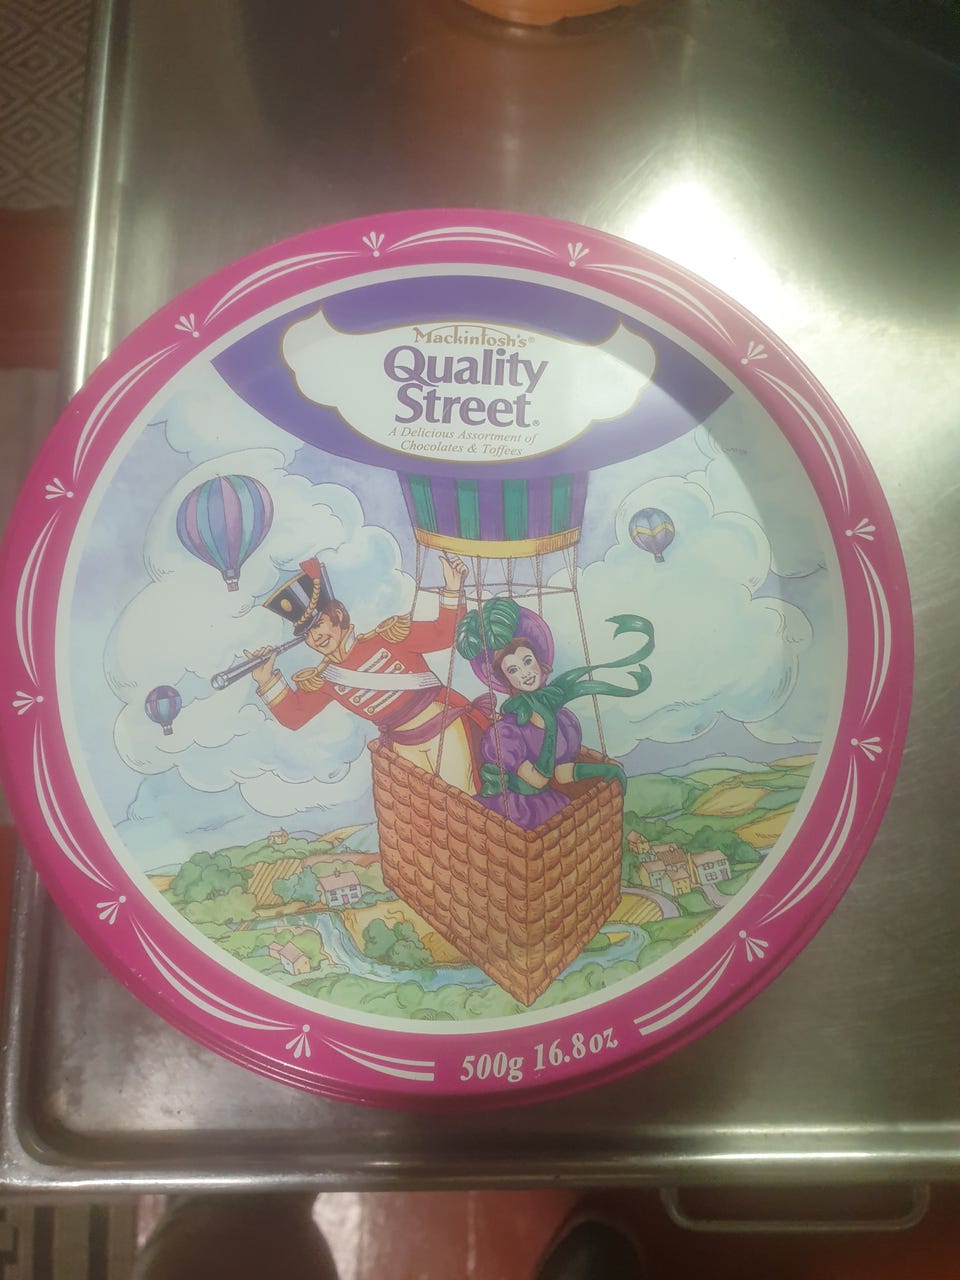 Mackintosh's®
Quality
Street®
A Delicious Assortment of
Chocolates & Toffees
500g 16.8oz